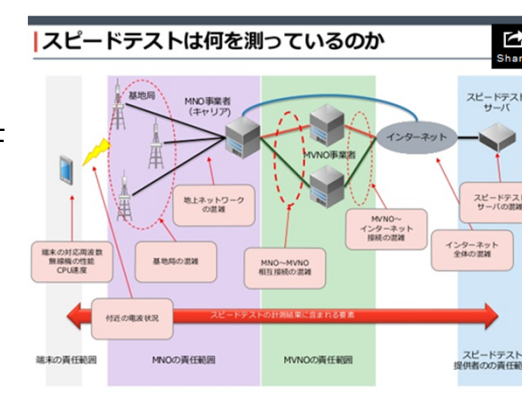 スピードテストは何を測っているのか
Shar
基地局
MNO事業者
（キャリア）
スピードテスト
サーバ
インターネット
MVNO事業者
地上ネットワーク
の混雑
スピードテスト
サーバの混雑
MVNO～
インターネット
接続の混雑
端末の対応周波数
無線機の性能
CPU速度
基地局の混雑
MNO～MVNO
相互接続の混雑
インターネット
全体の混雑
付近の電波状況
スピードテストの計測結果に含まれる要素
端末の責任範囲
MNOの責任範囲
MVNOの責任範囲
スピードテスト
提供者のの責任範